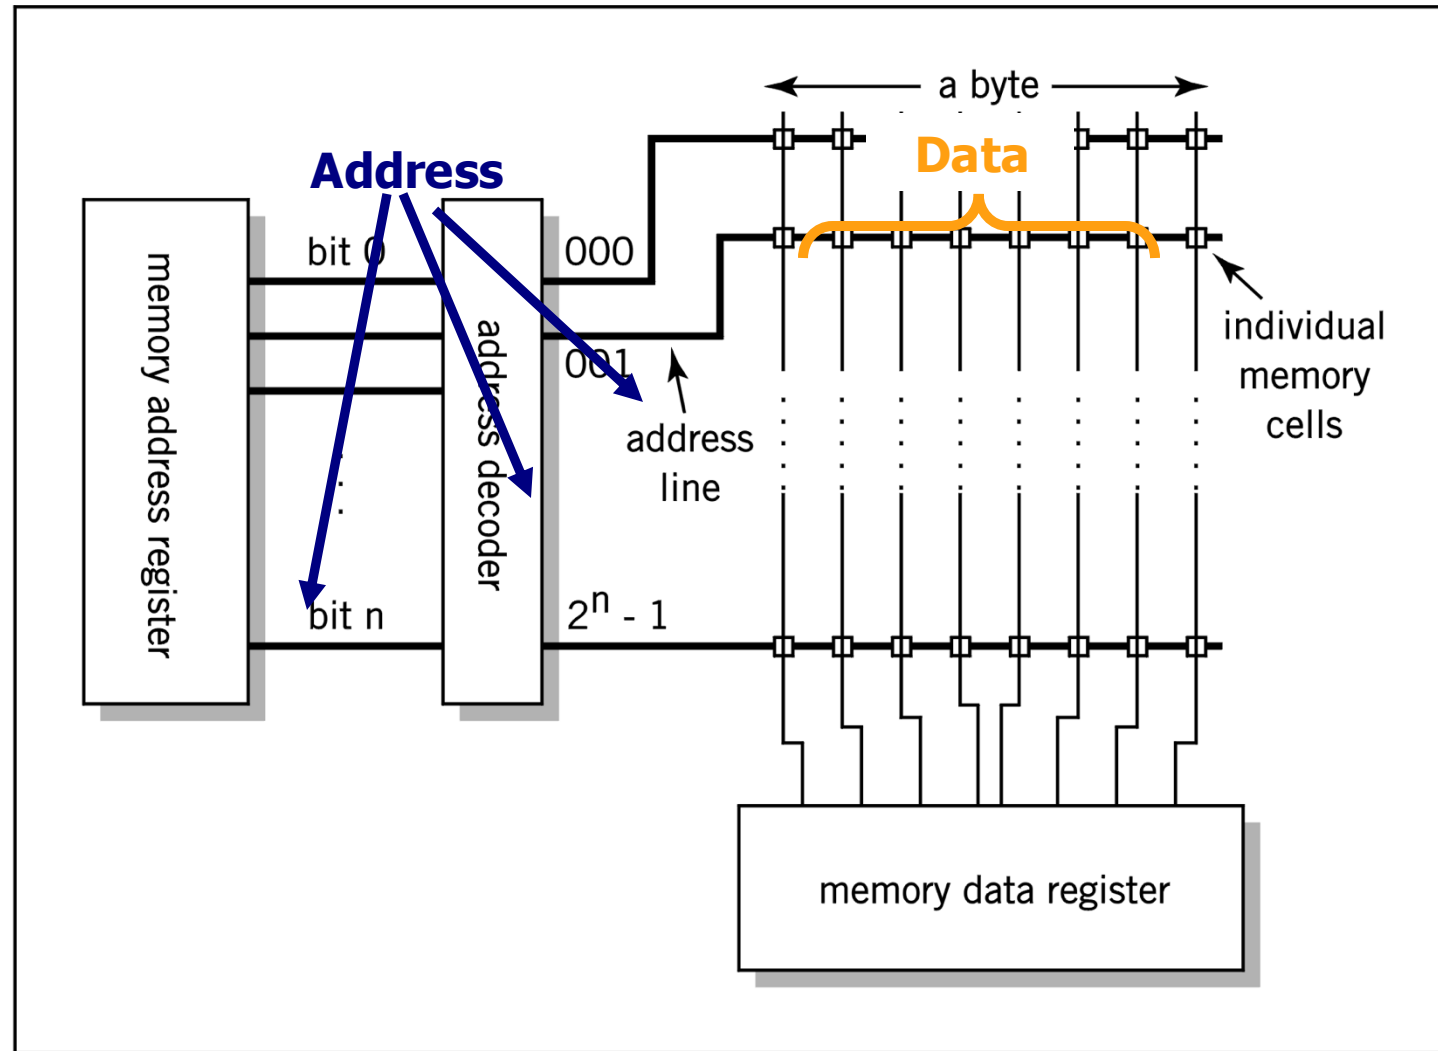 a byte
Data
Address
bit 0
000
memory address register
address decoder
001
address
line
individual
memory
cells
bit n
2ⁿ - 1
memory data register